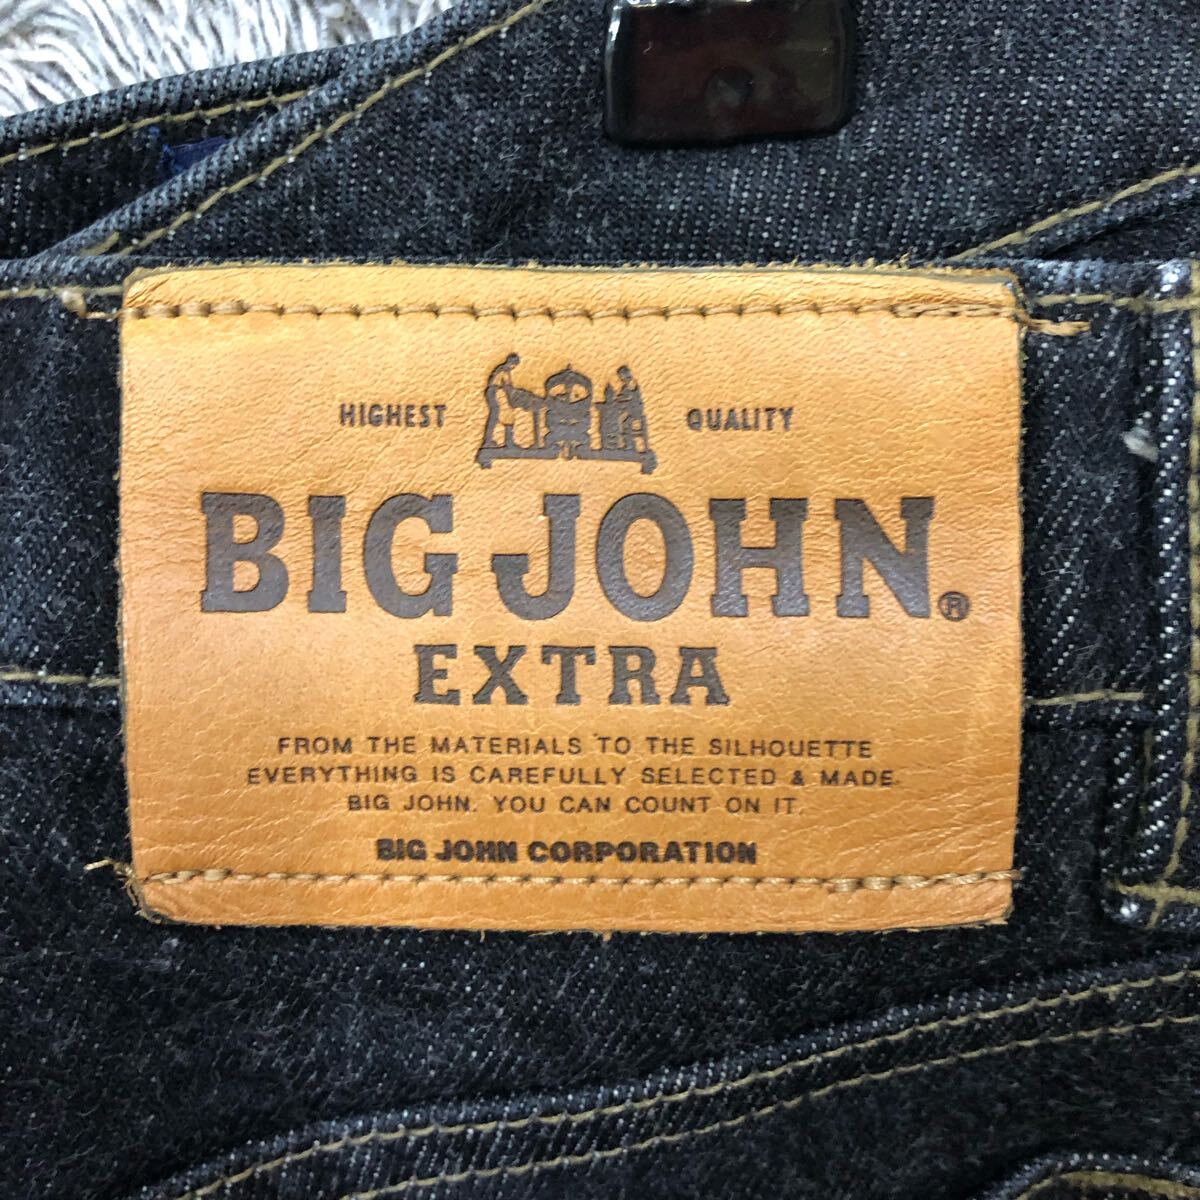 HIGHEST QUALITY
BIG JOHN®
EXTRA
FROM THE MATERIALS TO THE SILHOUETTE
EVERYTHING IS CAREFULLY SELECTED & MADE.
BIG JOHN. YOU CAN COUNT ON IT.
BIG JOHN CORPORATION